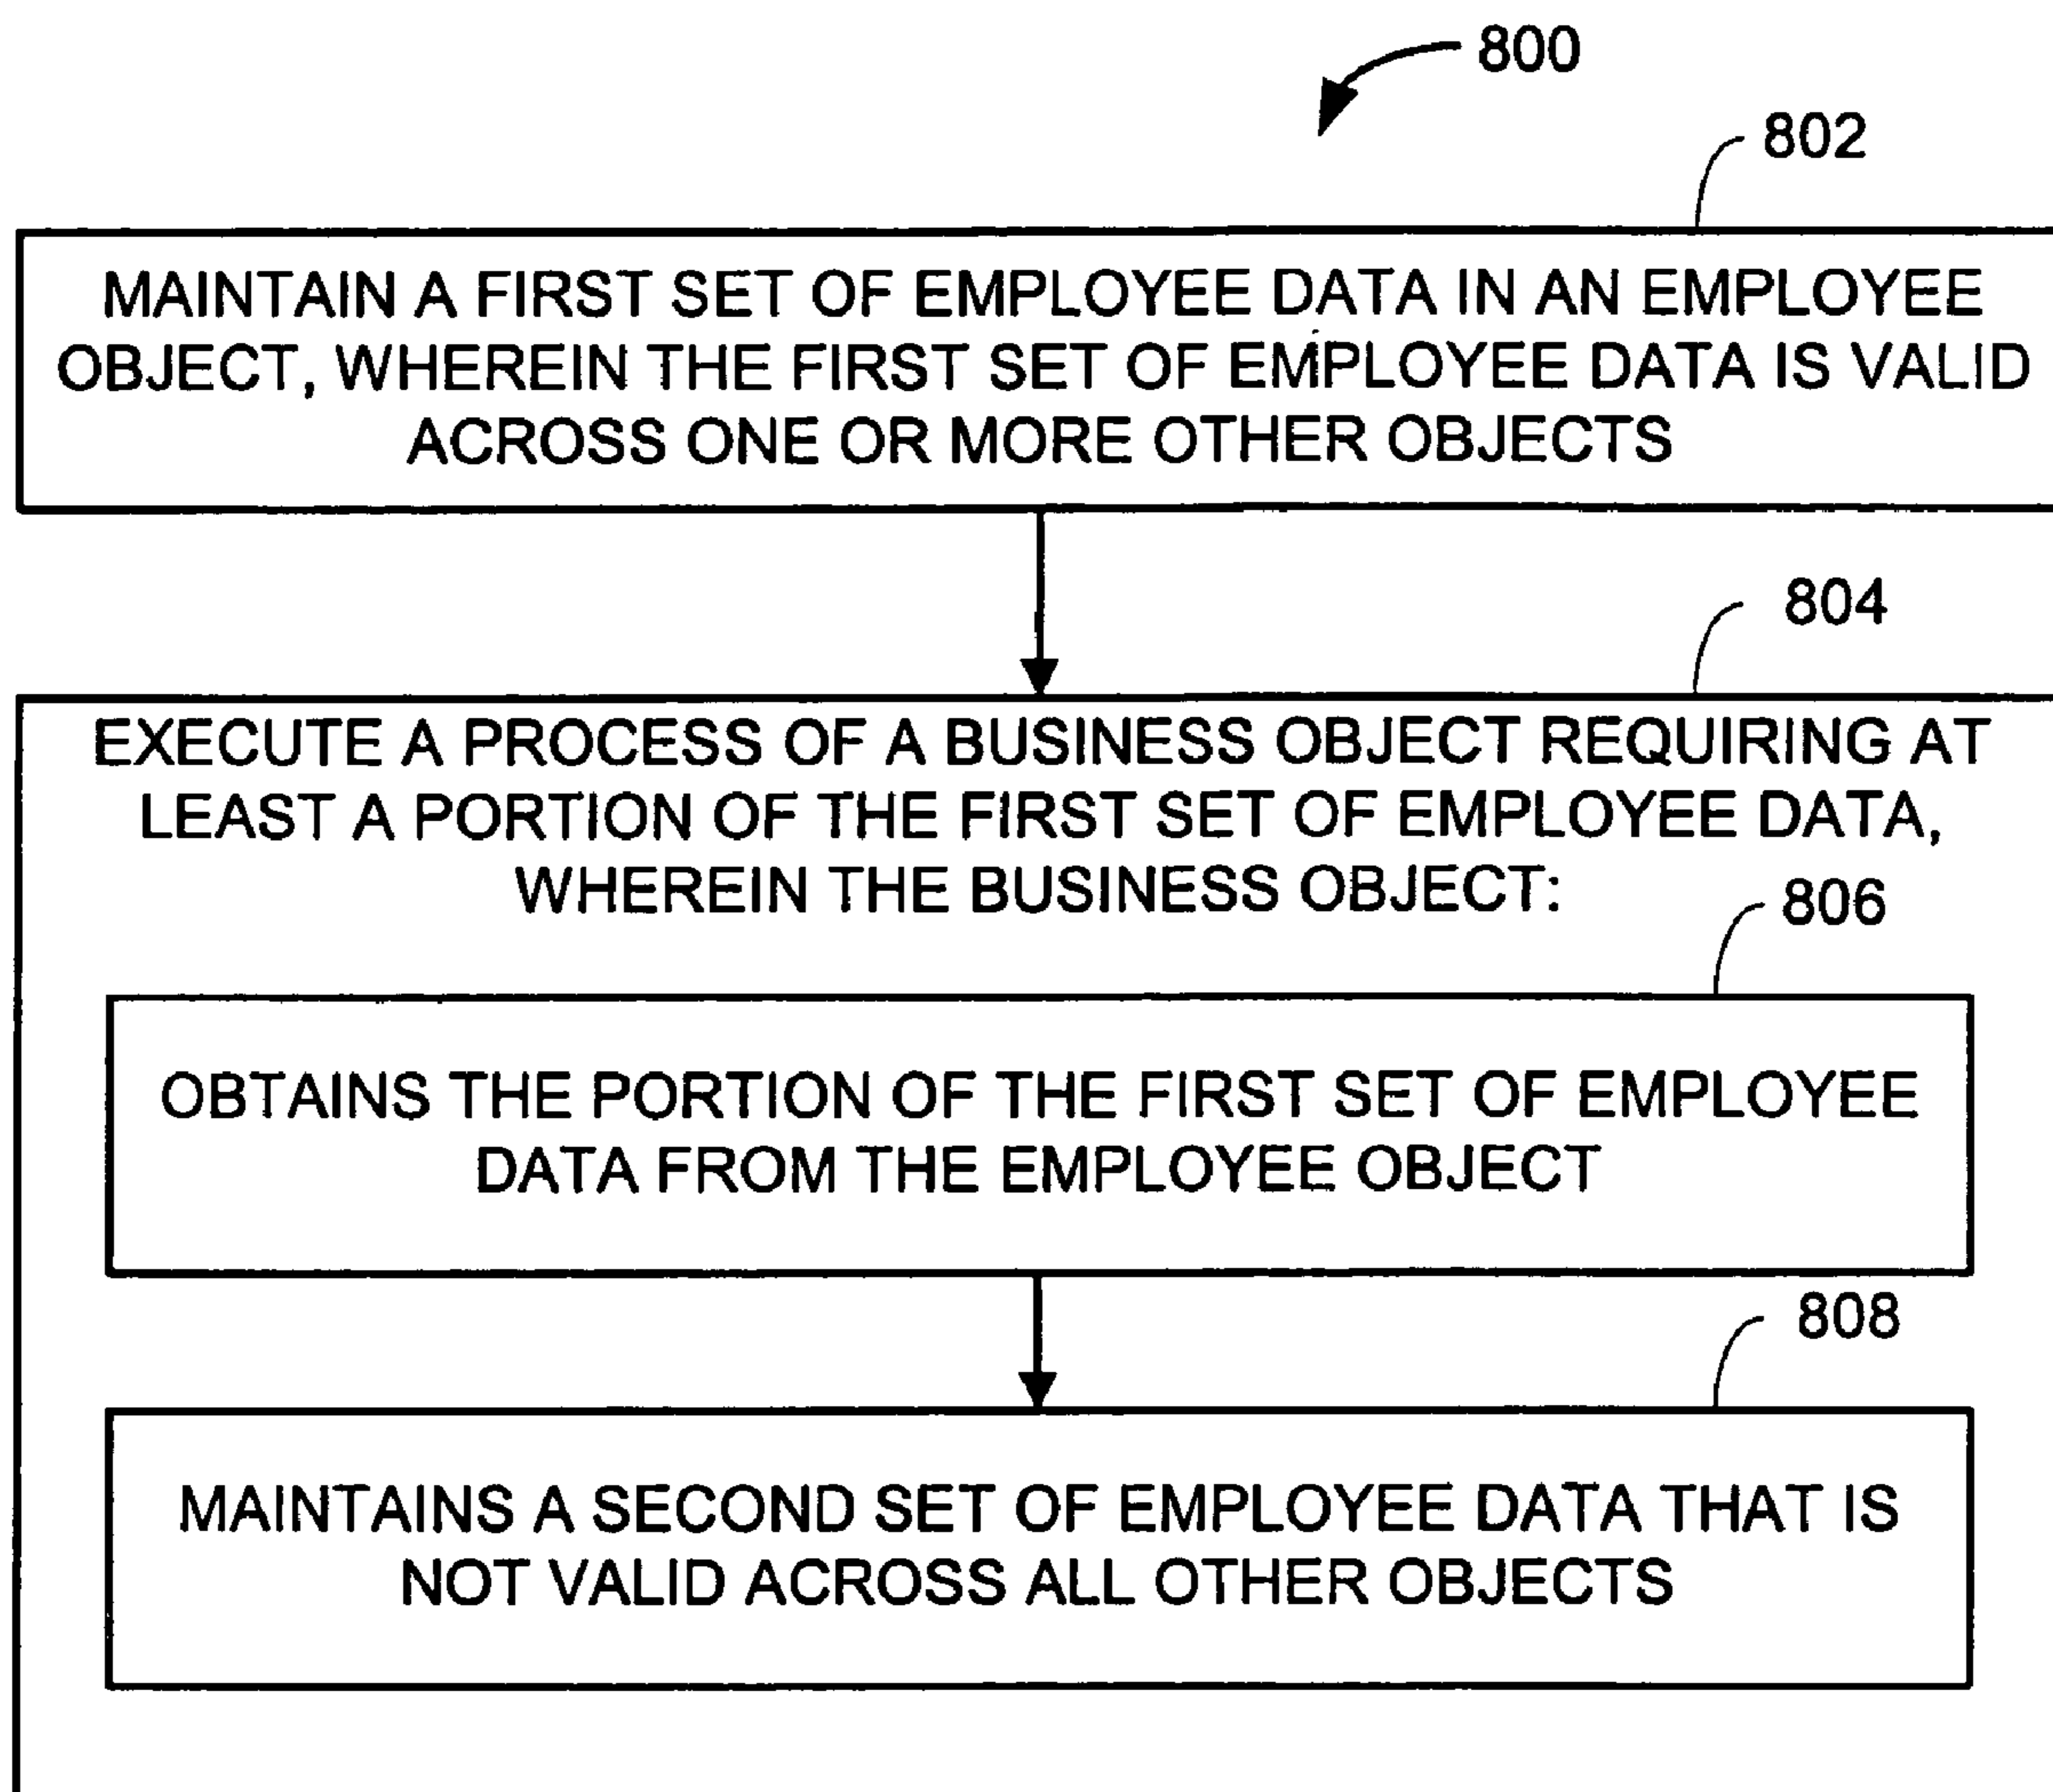 800
802
MAINTAIN A FIRST SET OF EMPLOYEE DATA IN AN EMPLOYEE
OBJECT, WHEREIN THE FIRST SET OF EMPLOYEE DATA IS VALID
ACROSS ONE OR MORE OTHER OBJECTS
804
EXECUTE A PROCESS OF A BUSINESS OBJECT REQUIRING AT
LEAST A PORTION OF THE FIRST SET OF EMPLOYEE DATA,
WHEREIN THE BUSINESS OBJECT:
806
OBTAINS THE PORTION OF THE FIRST SET OF EMPLOYEE
DATA FROM THE EMPLOYEE OBJECT
808
MAINTAINS A SECOND SET OF EMPLOYEE DATA THAT IS
NOT VALID ACROSS ALL OTHER OBJECTS